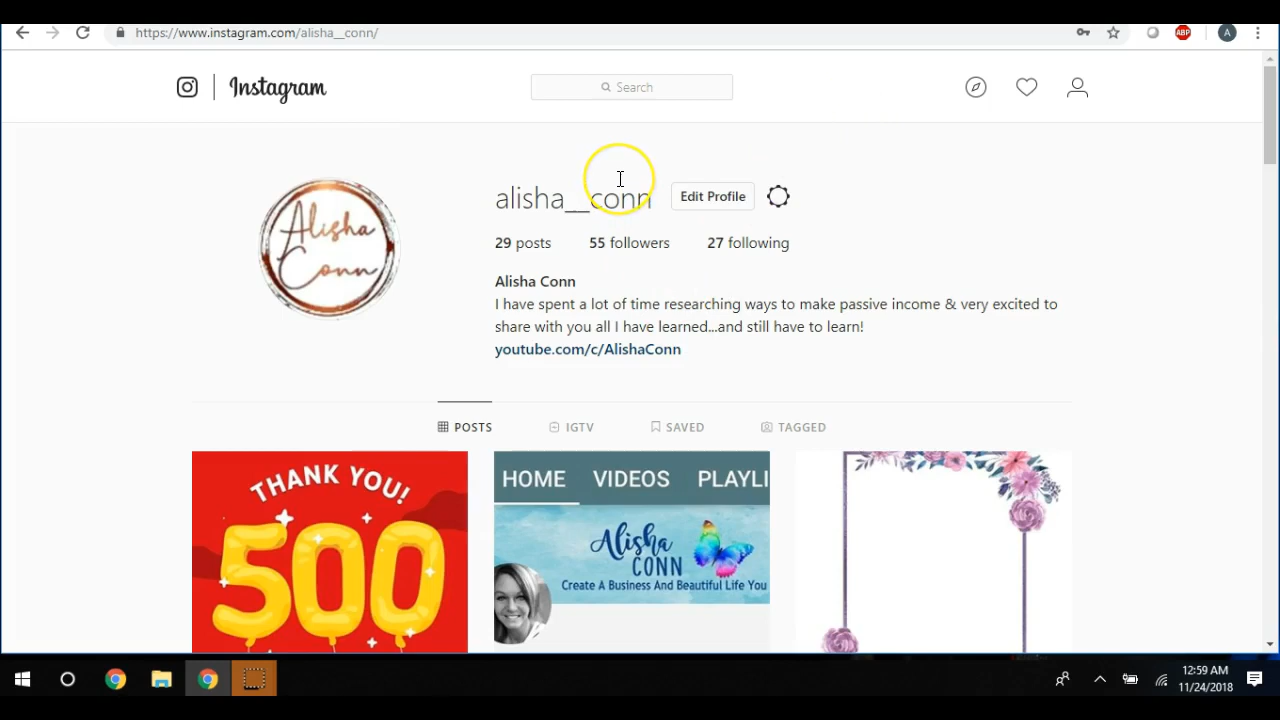 https://www.instagram.com/alisha__conn/
ABP
A
Instagram
Search
alisha__conn
Edit Profile
29 posts
55 followers
27 following
Alisha
Conn
Alisha Conn
I have spent a lot of time researching ways to make passive income & very excited to
share with you all I have learned...and still have to learn!
youtube.com/c/AlishaConn
POSTS
IGTV
SAVED
TAGGED
THANK YOU!
500
HOME VIDEOS PLAYLI
Alisha
CONN
Create A Business And Beautiful Life You
12:59 AM
11/24/2018